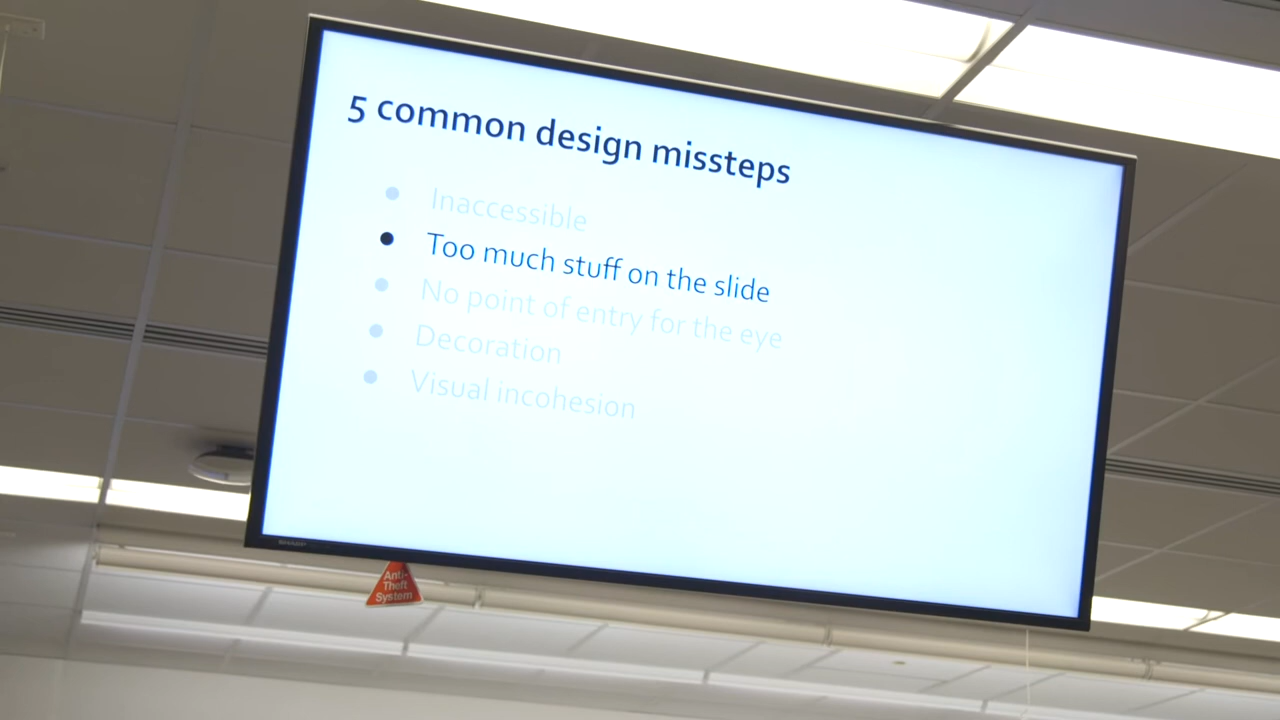 5 common design missteps
Inaccessible
Too much stuff on the slide
No point of entry for the eye
Decoration
Visual incohesion
Anti-
Theft
System